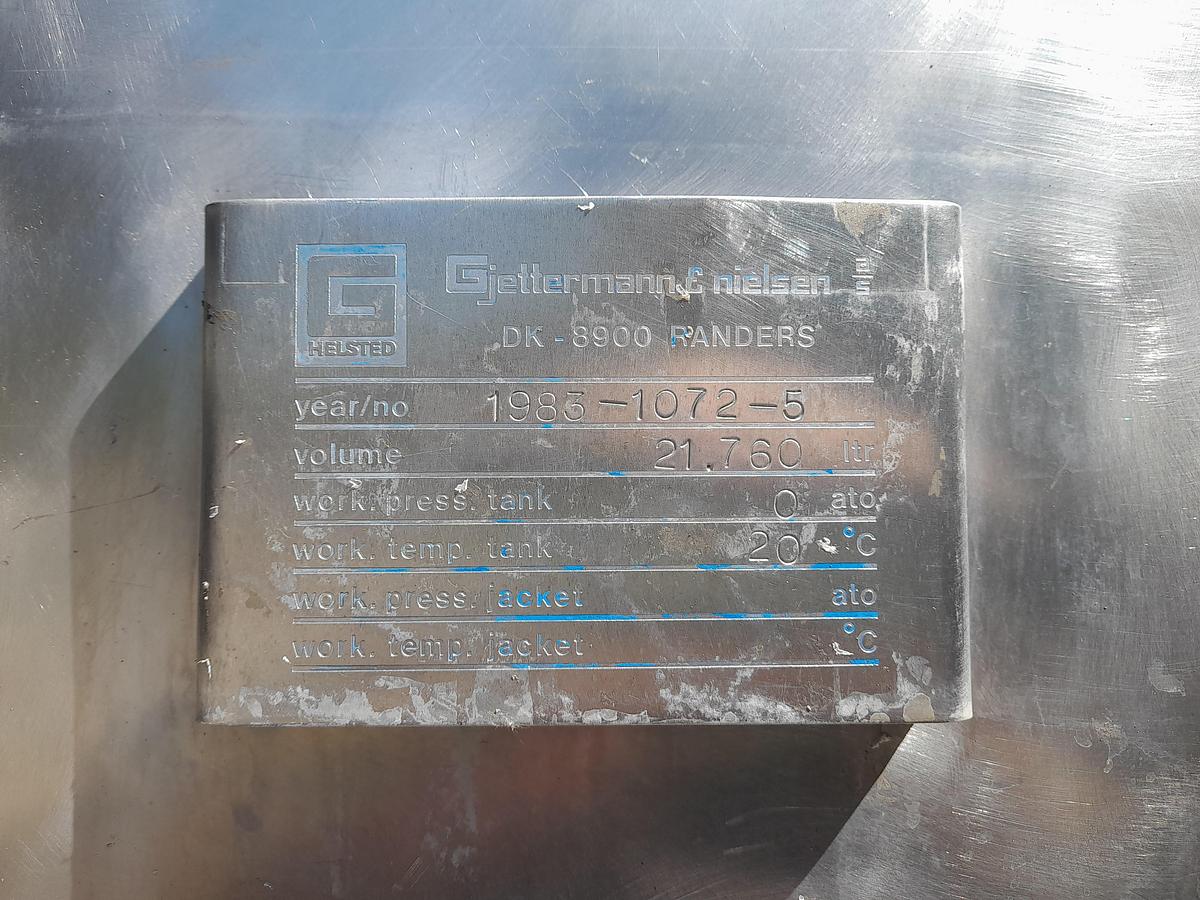 HELSTED
Gjettermann & nielsen a/s
DK - 8900 RANDERS
year/no 1983-1072-5
volume 21.760 ltr.
work. press. tank 0 ato
work. temp. tank 20 °C
work. press. jacket ato
work. temp. jacket °C